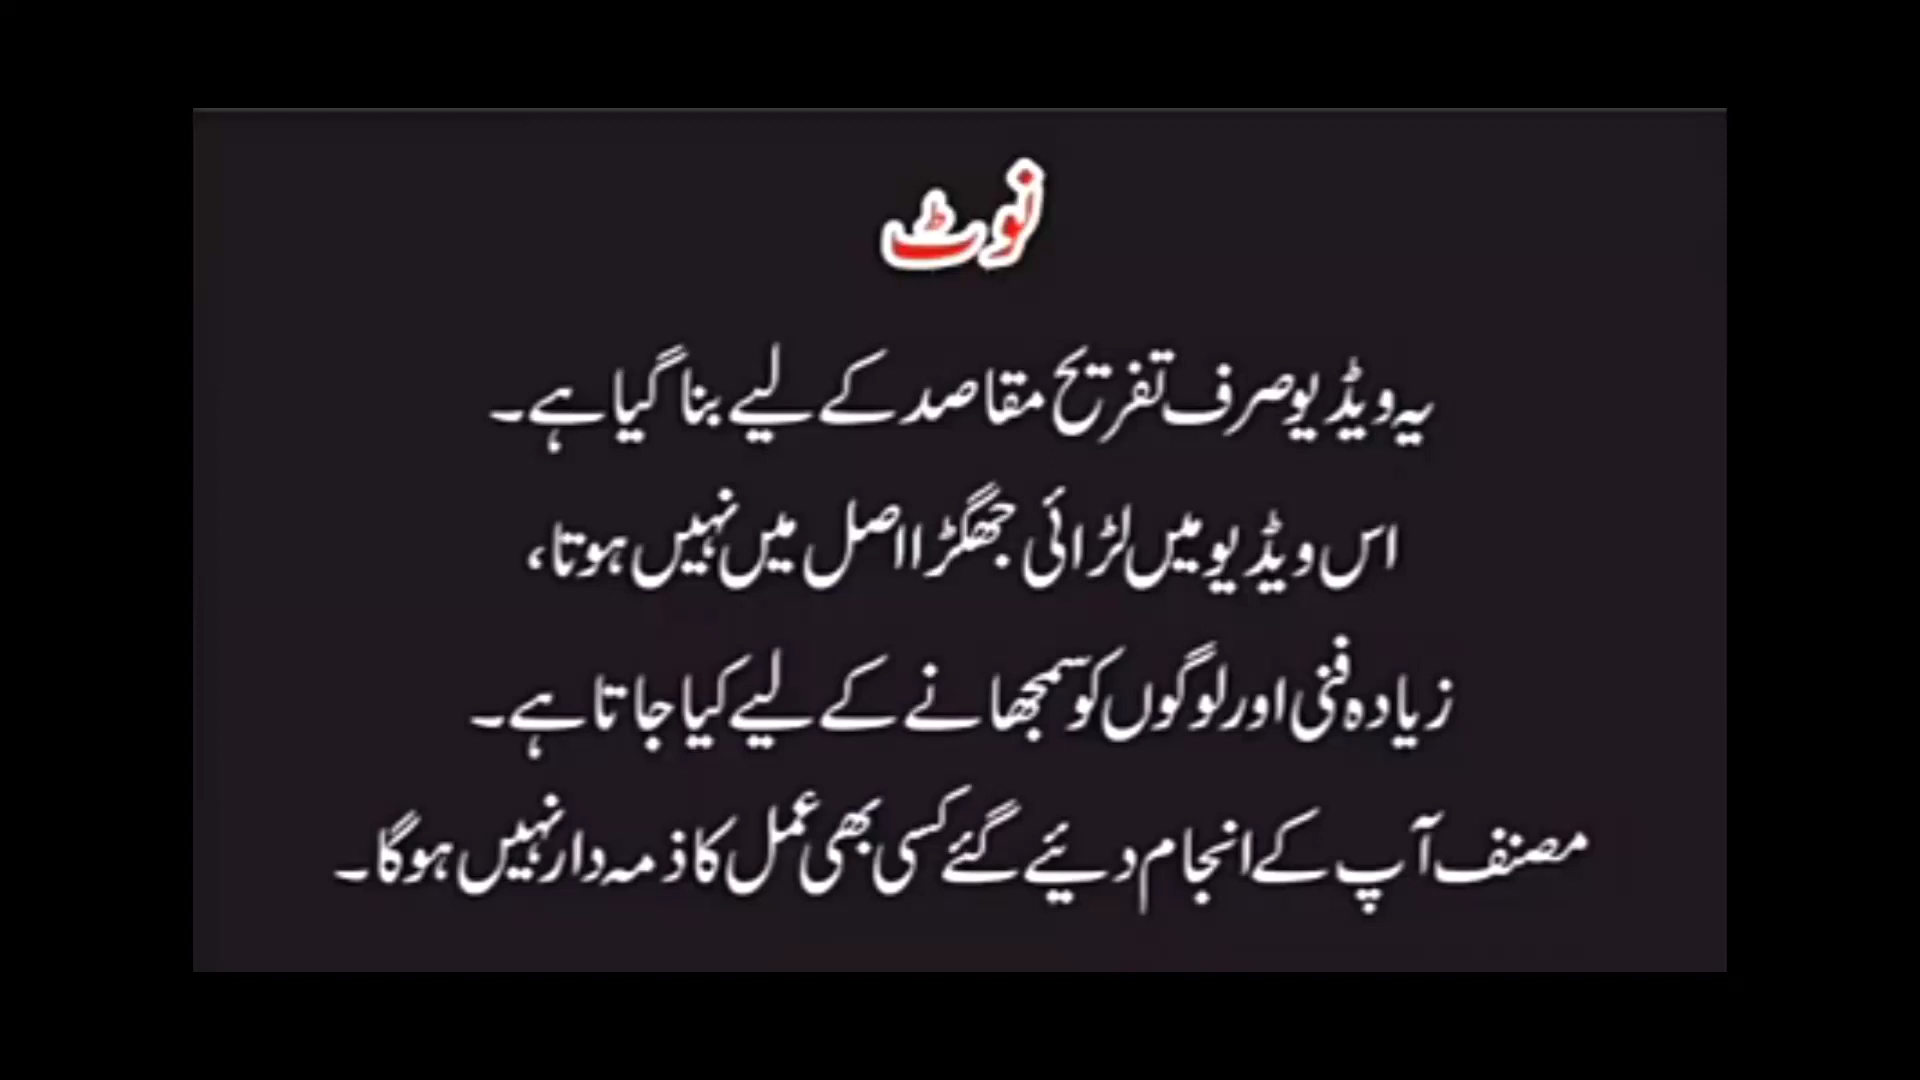 نوٹ
یہ ویڈیو صرف تفریح مقاصد کے لیے بنا گیا ہے۔
اس ویڈیو میں لڑائی جھگڑا اصل میں نہیں ہوتا،
زیادہ فنی اور لوگوں کو سمجھانے کے لیے کیا جاتا ہے۔
مصنف آپ کے انجام دئیے گئے کسی بھی عمل کا ذمہ دار نہیں ہوگا۔